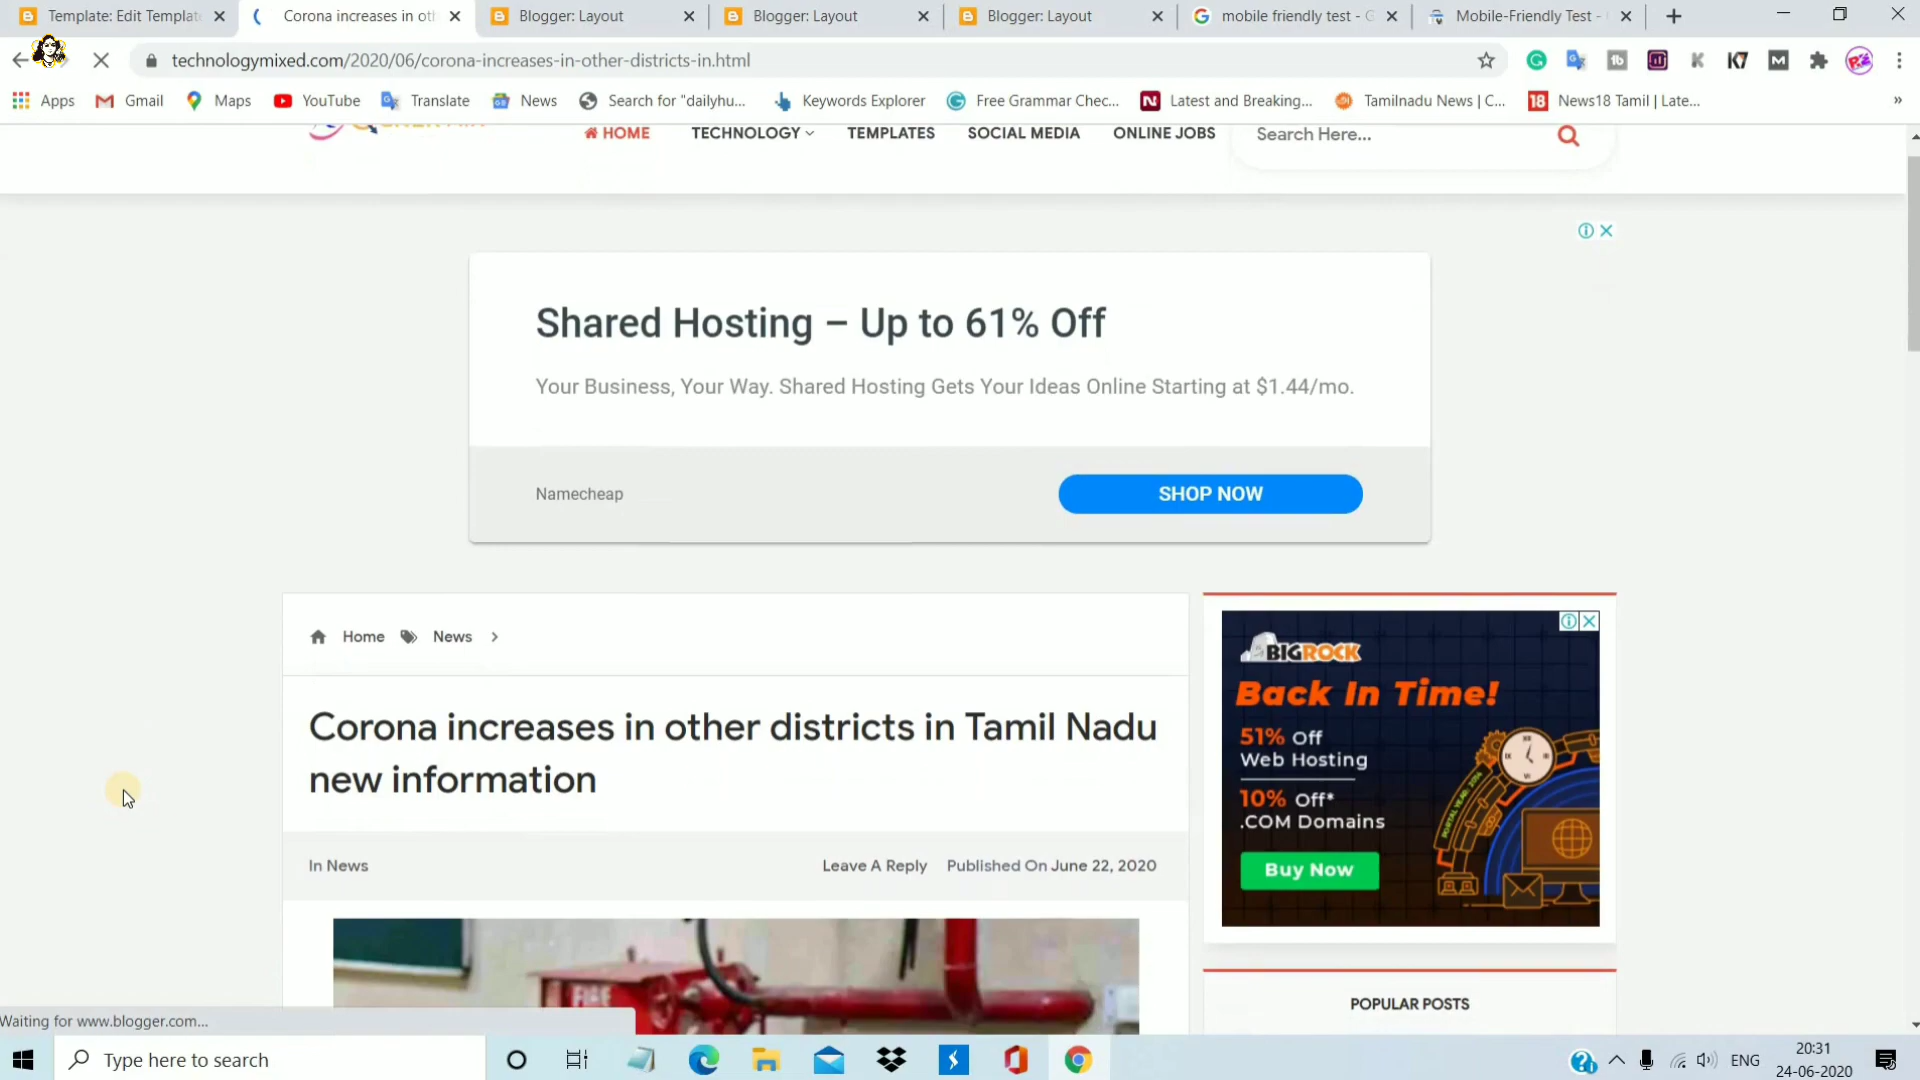 Template: Edit Templat
Corona increases in oth
Blogger: Layout
Blogger: Layout
Blogger: Layout
mobile friendly test - G
Mobile-Friendly Test -
technologymixed.com/2020/06/corona-increases-in-other-districts-in.html
Apps
Gmail
Maps
YouTube
Translate
News
Search for "dailyhu...
Keywords Explorer
Free Grammar Chec...
Latest and Breaking...
Tamilnadu News | C...
News18 Tamil | Late...
HOME
TECHNOLOGY
TEMPLATES
SOCIAL MEDIA
ONLINE JOBS
Search Here...
Shared Hosting – Up to 61% Off
Your Business, Your Way. Shared Hosting Gets Your Ideas Online Starting at $1.44/mo.
Namecheap
SHOP NOW
Home
News
Corona increases in other districts in Tamil Nadu
new information
In News
Leave A Reply
Published On June 22, 2020
FIRE
BIGROCK
Back In Time!
51% Off
Web Hosting
10% Off*
.COM Domains
Buy Now
POPULAR POSTS
Waiting for www.blogger.com...
Type here to search
ENG
20:31
24-06-2020